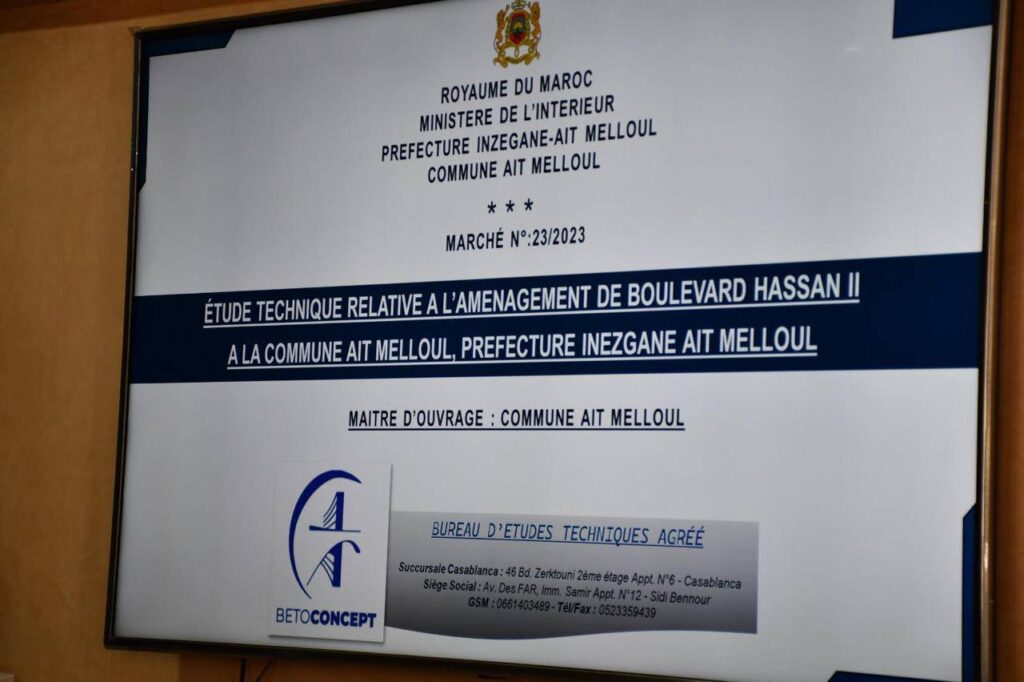 ROYAUME DU MAROC
MINISTERE DE L'INTERIEUR
PREFECTURE INZEGANE-AIT MELLOUL
COMMUNE AIT MELLOUL
* * *
MARCHÉ N°:23/2023
ÉTUDE TECHNIQUE RELATIVE A L'AMENAGEMENT DE BOULEVARD HASSAN II
A LA COMMUNE AIT MELLOUL, PREFECTURE INEZGANE AIT MELLOUL
MAITRE D'OUVRAGE : COMMUNE AIT MELLOUL
BETOCONCEPT
BUREAU D'ETUDES TECHNIQUES AGRÉÉ
Succursale Casablanca : 46 Bd. Zerktouni 2ème étage Appt. N°6 - Casablanca
Siège Social : Av. Des FAR, Imm. Samir Appt. N°12 - Sidi Bennour
GSM : 0661403489 - Tél/Fax : 0523359439